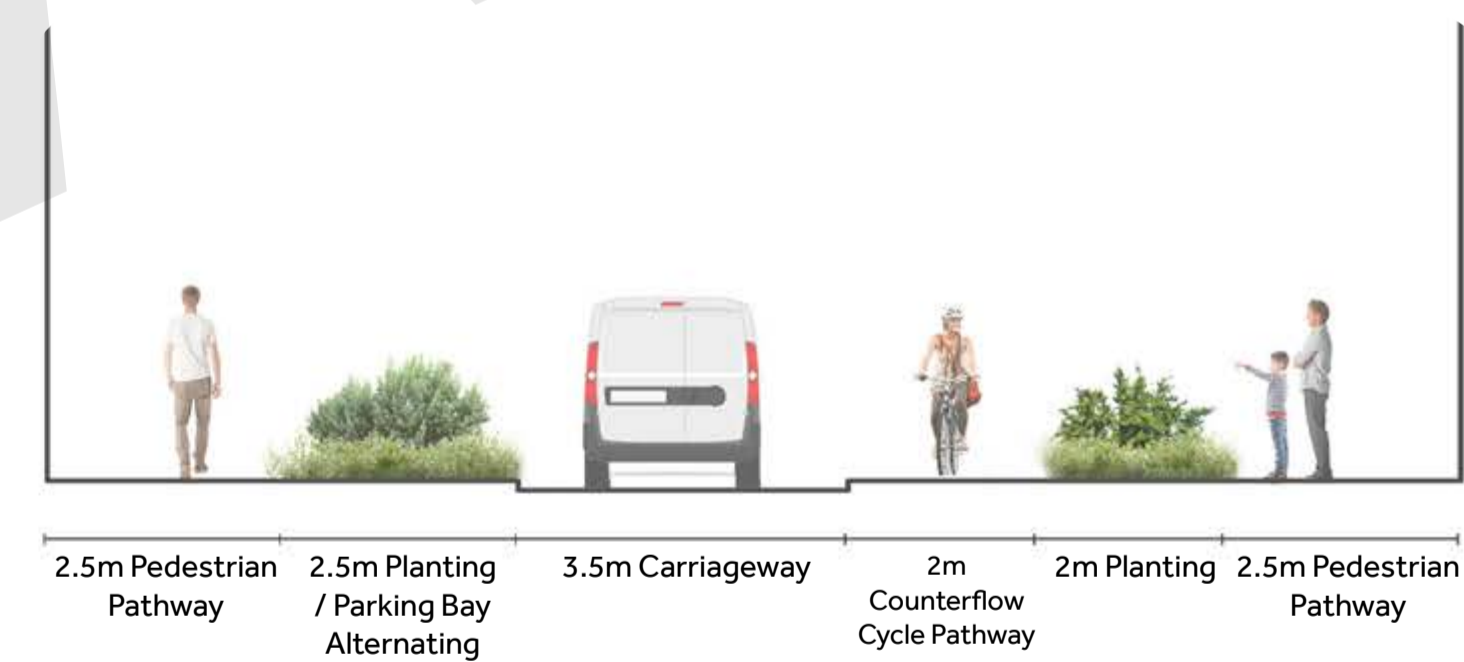 2.5m Pedestrian
Pathway
2.5m Planting
/ Parking Bay
Alternating
3.5m Carriageway
2m
Counterflow
Cycle Pathway
2m Planting
2.5m Pedestrian
Pathway